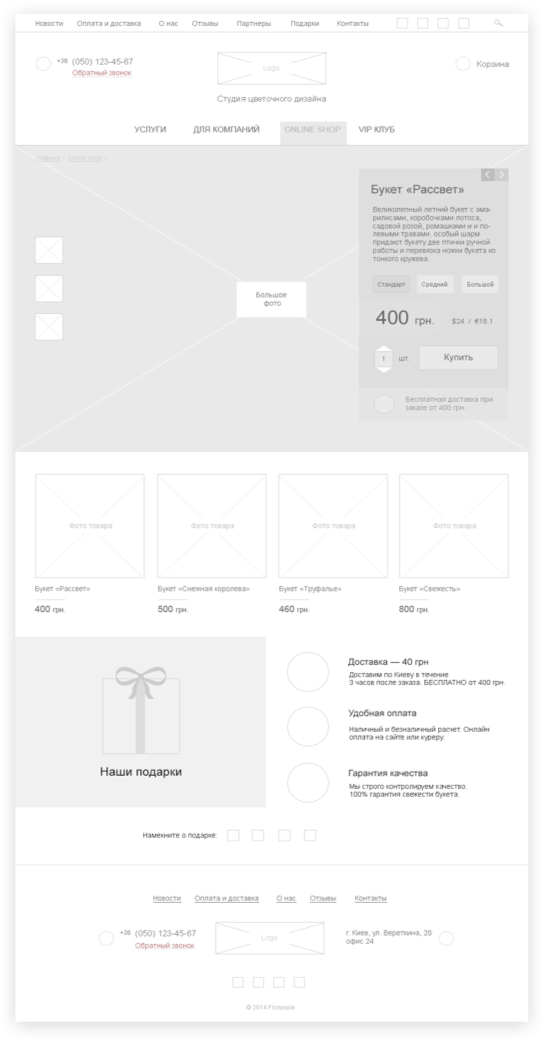 Новости Оплата и доставка О нас Отзывы Партнеры Подарки Контакты
+38 (050) 123-45-67
Обратный звонок
Logo
Корзина
Студия цветочного дизайна
УСЛУГИ ДЛЯ КОМПАНИЙ ONLINE SHOP VIP КЛУБ
Главная / Online shop /
Букет «Рассвет»
Великолепный летний букет с ама-
рилисами, коробочками лотоса,
садовой розой, ромашками и и по-
левыми травами. особый шарм
придают букету две птички ручной
работы и перевязка ножки букета из
тонкого кружева.
Большое
фото
Стандарт Средний Большой
400 грн. $24 / €16.1
1 шт. Купить
Бесплатная доставка при
заказе от 400 грн.
Фото товара Фото товара Фото товара Фото товара
Букет «Рассвет» Букет «Снежная королева» Букет «Труфалье» Букет «Свежесть»
400 грн. 500 грн. 460 грн. 800 грн.
Наши подарки
Доставка — 40 грн
Доставим по Киеву в течение
3 часов после заказа. БЕСПЛАТНО от 400 грн.
Удобная оплата
Наличный и безналичный расчет. Онлайн
оплата на сайте или куреру.
Гарантия качества
Мы строго контролируем качество.
100% гарантия свежести букета.
Намекните о подарке:
Новости Оплата и доставка О нас Отзывы Контакты
+38 (050) 123-45-67
Обратный звонок
Logo
г. Киев, ул. Вереткина, 20
офис 24
© 2014